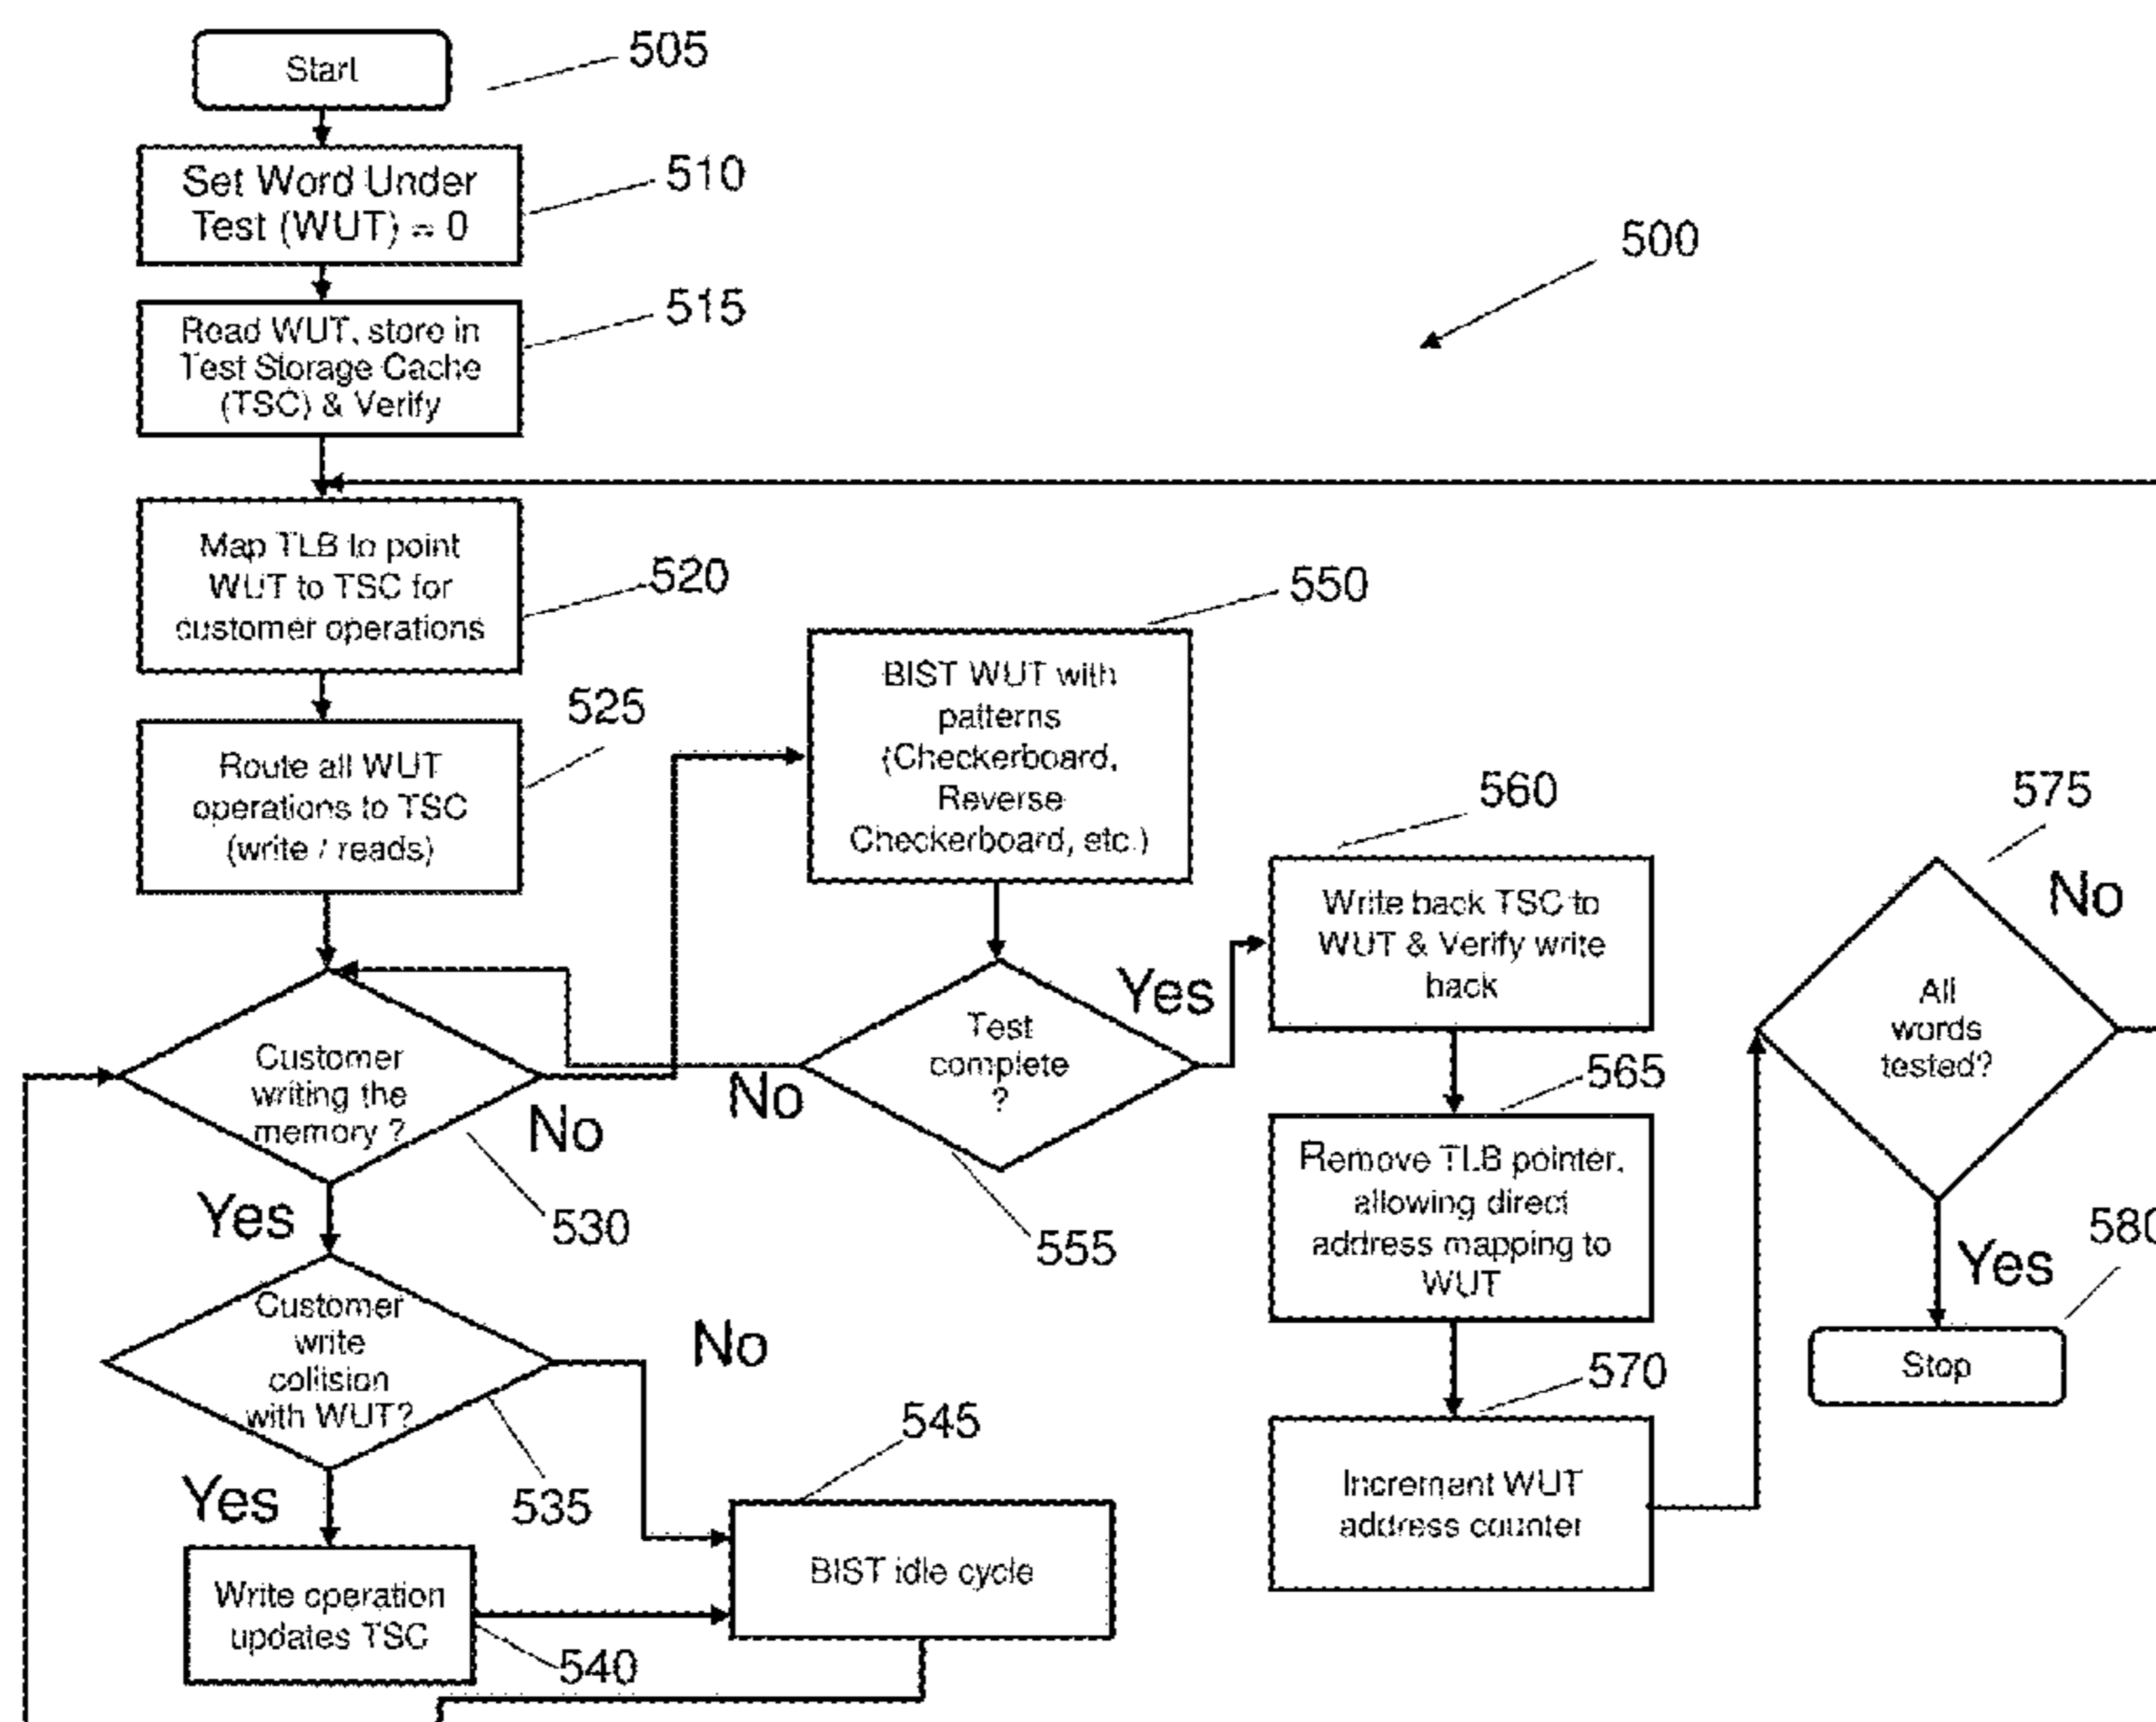 Start
505
Set Word Under
Test (WUT) = 0
510
500
Read WUT, store in
Test Storage Cache
(TSC) & Verify
515
Map TLB to point
WUT to TSC for
customer operations
520
Route all WUT
operations to TSC
(write / reads)
525
Customer
writing the
memory ?
No
530
Yes
Customer
write
collision
with WUT?
No
535
Yes
Write operation
updates TSC
540
BIST idle cycle
545
BIST WUT with
patterns
(Checkerboard,
Reverse
Checkerboard, etc.)
550
Test
complete
?
No
Yes
555
Write back TSC to
WUT & Verify write
back
560
Remove TLB pointer,
allowing direct
address mapping to
WUT
565
Increment WUT
address counter
570
All
words
tested?
575
No
Yes
Stop
580